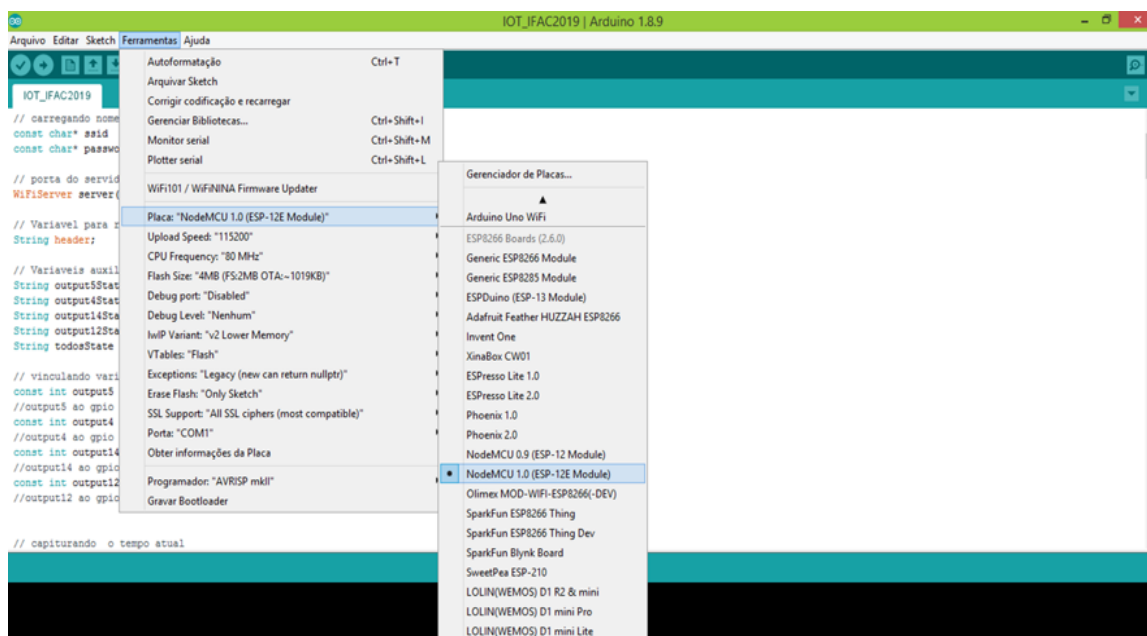 IOT_IFAC2019 | Arduino 1.8.9
Arquivo Editar Sketch Ferramentas Ajuda
IOT_IFAC2019
// carregando nome
const char* ssid
const char* passwo
// porta do servid
WiFiServer server(
// Variavel para r
String header;
// Variaveis auxil
String output5Stat
String output4Stat
String output14Sta
String output12Sta
String todosState
// vinculando vari
const int output5
//output5 ao gpio
const int output4
//output4 ao gpio
const int output14
//output14 ao gpio
const int output12
//output12 ao gpio
// capiturando o tempo atual
Autoformatação Ctrl+T
Arquivar Sketch
Corrigir codificação e recarregar
Gerenciar Bibliotecas... Ctrl+Shift+I
Monitor serial Ctrl+Shift+M
Plotter serial Ctrl+Shift+L
WiFi101 / WiFiNINA Firmware Updater
Placa: "NodeMCU 1.0 (ESP-12E Module)"
Upload Speed: "115200"
CPU Frequency: "80 MHz"
Flash Size: "4MB (FS:2MB OTA:~1019KB)"
Debug port: "Disabled"
Debug Level: "Nenhum"
lwIP Variant: "v2 Lower Memory"
VTables: "Flash"
Exceptions: "Legacy (new can return nullptr)"
Erase Flash: "Only Sketch"
SSL Support: "All SSL ciphers (most compatible)"
Porta: "COM1"
Obter informações da Placa
Programador: "AVRISP mkII"
Gravar Bootloader
Gerenciador de Placas...
Arduino Uno WiFi
ESP8266 Boards (2.6.0)
Generic ESP8266 Module
Generic ESP8285 Module
ESPDuino (ESP-13 Module)
Adafruit Feather HUZZAH ESP8266
Invent One
XinaBox CW01
ESPresso Lite 1.0
ESPresso Lite 2.0
Phoenix 1.0
Phoenix 2.0
NodeMCU 0.9 (ESP-12 Module)
NodeMCU 1.0 (ESP-12E Module)
Olimex MOD-WIFI-ESP8266(-DEV)
SparkFun ESP8266 Thing
SparkFun ESP8266 Thing Dev
SparkFun Blynk Board
SweetPea ESP-210
LOLIN(WEMOS) D1 R2 & mini
LOLIN(WEMOS) D1 mini Pro
LOLIN(WEMOS) D1 mini Lite